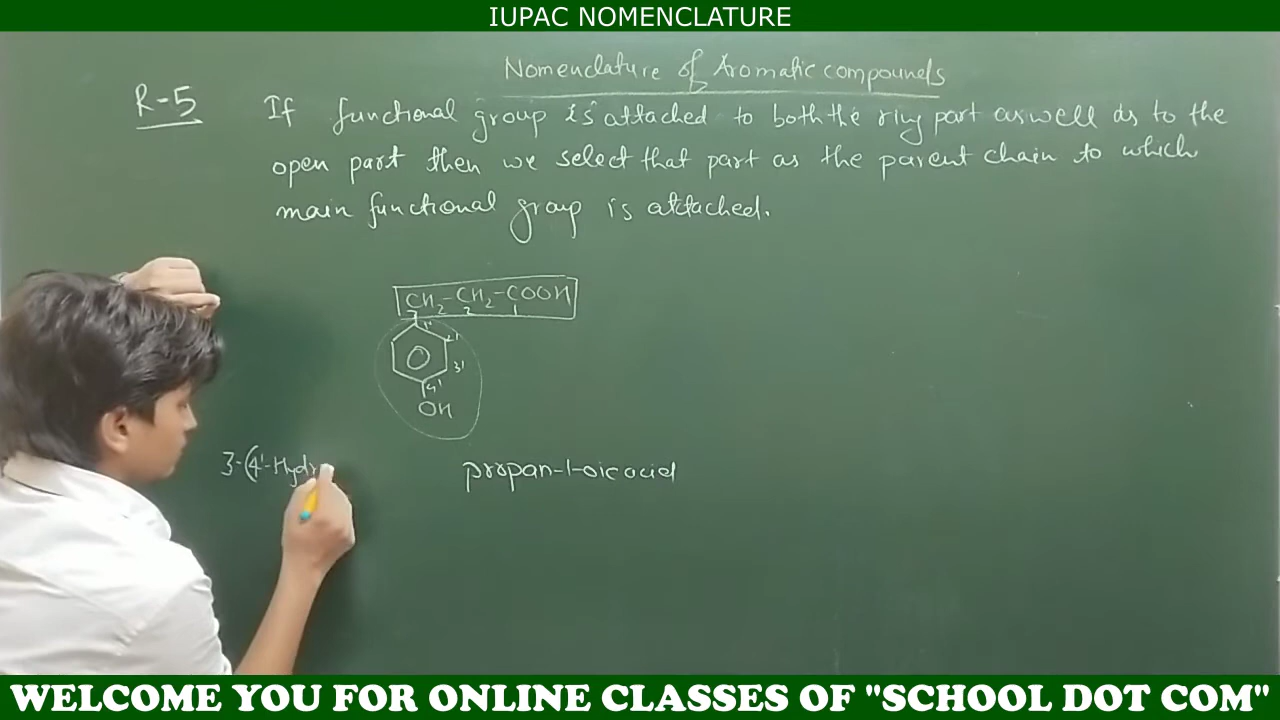 IUPAC NOMENCLATURE
Nomenclature of Aromatic compounds
R-5
If functional group is attached to both the ring part aswell as to the
open part then we select that part as the parent chain to which
main functional group is attached.
CH2-CH2-COOH
3 2 1
1'
2'
3'
4'
OH
3-(4'-Hydr
propan-1-oic acid
WELCOME YOU FOR ONLINE CLASSES OF "SCHOOL DOT COM"